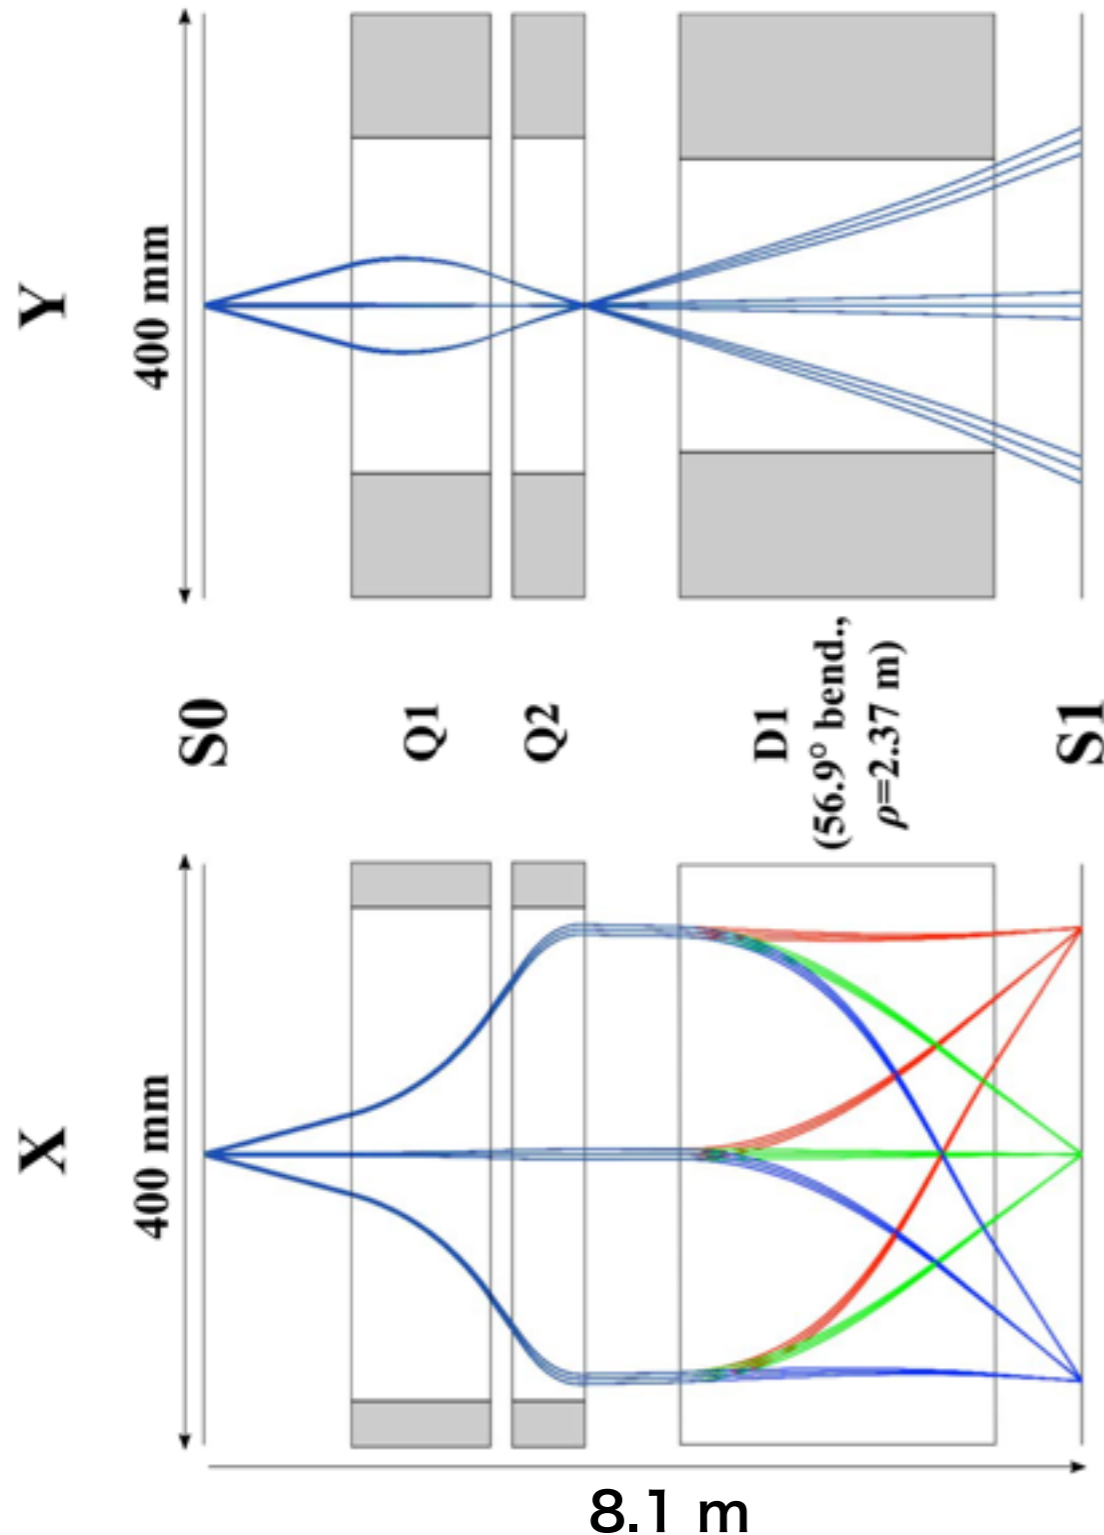 Y
400 mm
S0
Q1
Q2
D1
(56.9° bend.,
ρ=2.37 m)
S1
X
400 mm
8.1 m